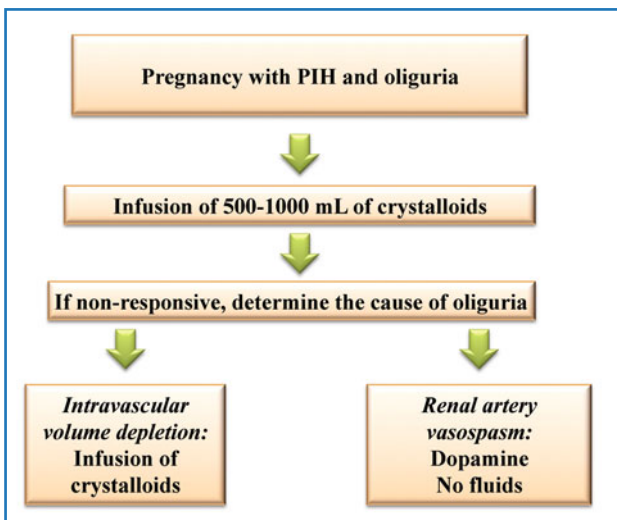 Pregnancy with PIH and oliguria
Infusion of 500-1000 mL of crystalloids
If non-responsive, determine the cause of oliguria
Intravascular
volume depletion:
Infusion of
crystalloids
Renal artery
vasospasm:
Dopamine
No fluids